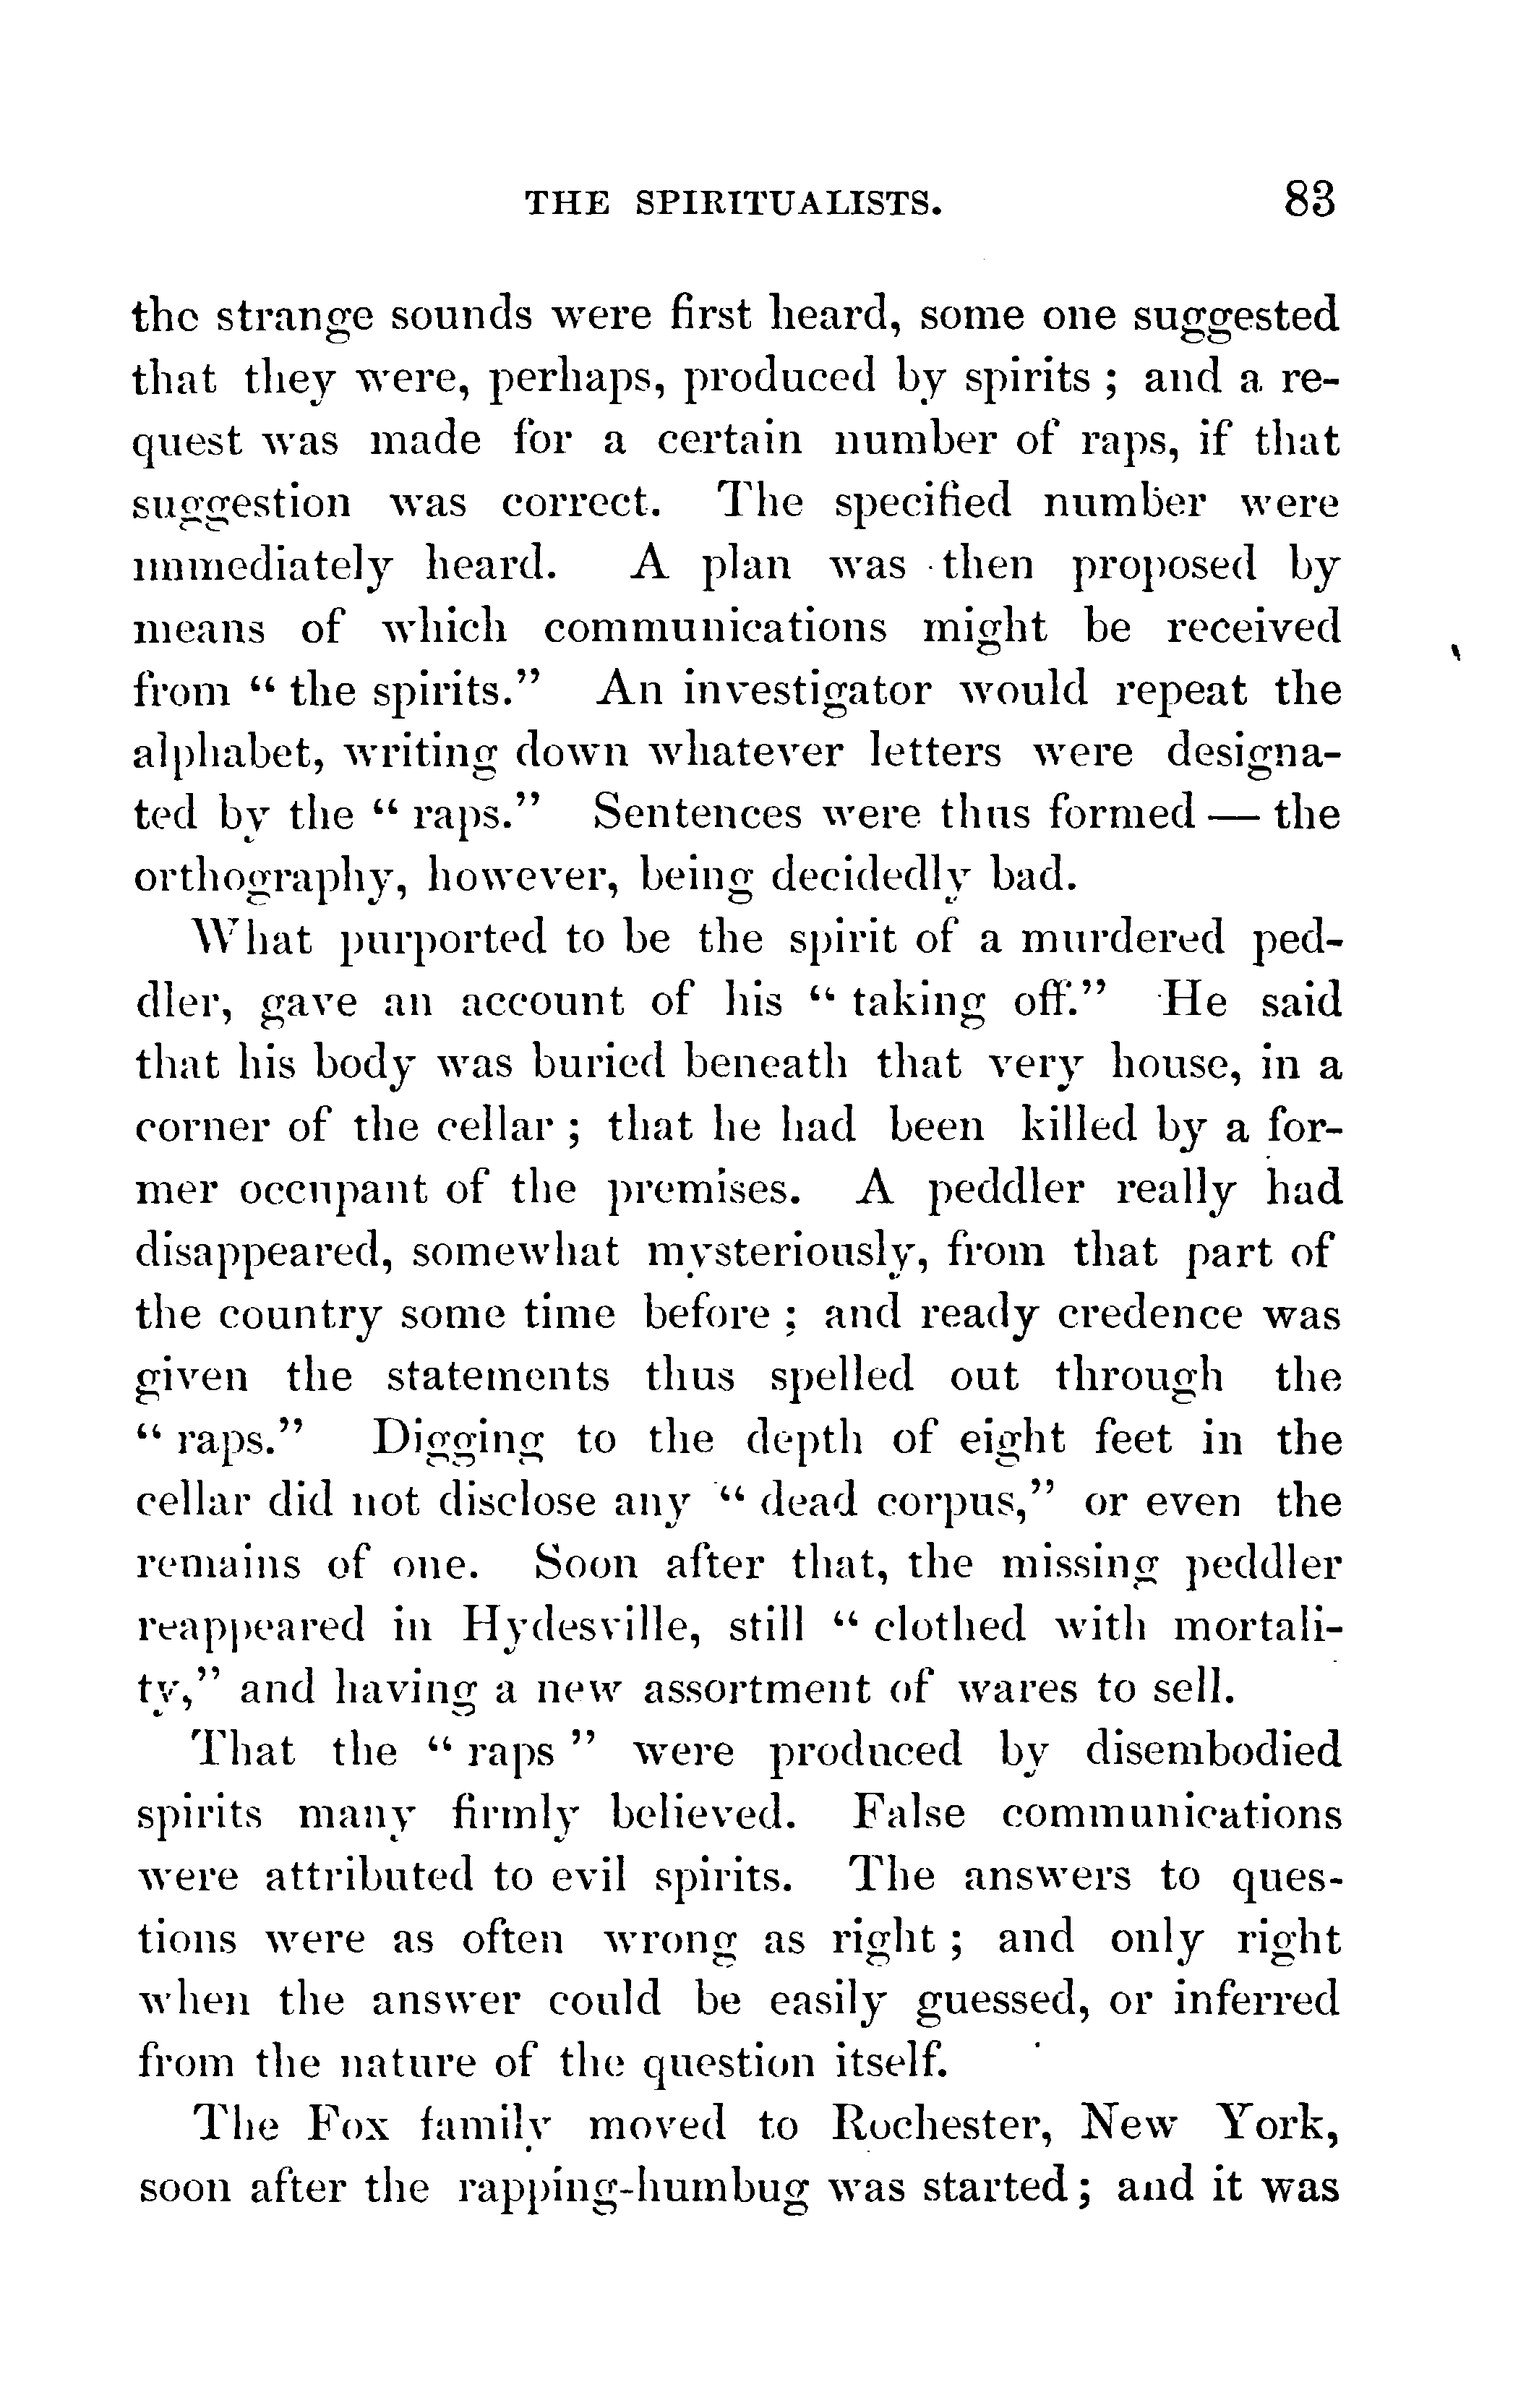 THE SPIRITUALISTS. 83
the strange sounds were first heard, some one suggested
that they were, perhaps, produced by spirits ; and a re-
quest was made for a certain number of raps, if that
suggestion was correct. The specified number were
immediately heard. A plan was then proposed by
means of which communications might be received
from “ the spirits.” An investigator would repeat the
alphabet, writing down whatever letters were designa-
ted by the “ raps.” Sentences were thus formed — the
orthography, however, being decidedly bad.
What purported to be the spirit of a murdered ped-
dler, gave an account of his “ taking off.” He said
that his body was buried beneath that very house, in a
corner of the cellar ; that he had been killed by a for-
mer occupant of the premises. A peddler really had
disappeared, somewhat mysteriously, from that part of
the country some time before ; and ready credence was
given the statements thus spelled out through the
“ raps.” Digging to the depth of eight feet in the
cellar did not disclose any “ dead corpus,” or even the
remains of one. Soon after that, the missing peddler
reappeared in Hydesville, still “ clothed with mortali-
ty,” and having a new assortment of wares to sell.
That the “ raps ” were produced by disembodied
spirits many firmly believed. False communications
were attributed to evil spirits. The answers to ques-
tions were as often wrong as right ; and only right
when the answer could be easily guessed, or inferred
from the nature of the question itself.
The Fox family moved to Rochester, New York,
soon after the rapping-humbug was started ; and it was